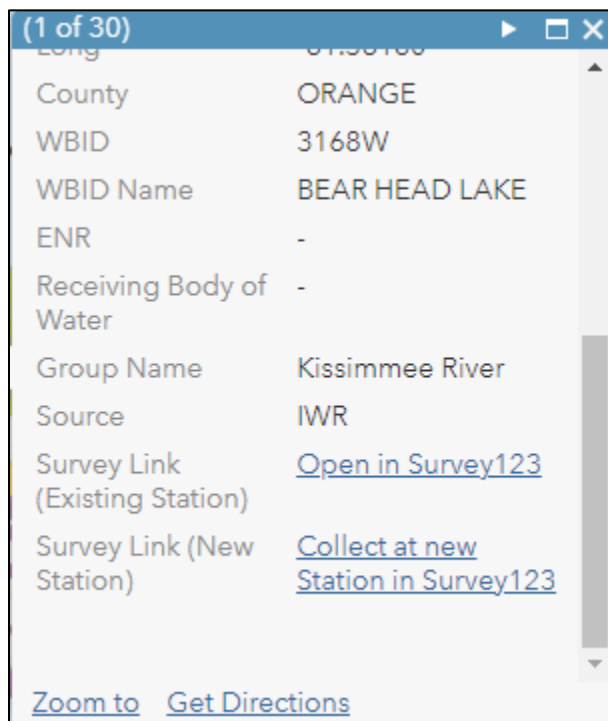 (1 of 30)
Long
County ORANGE
WBID 3168W
WBID Name BEAR HEAD LAKE
ENR -
Receiving Body of -
Water
Group Name Kissimmee River
Source IWR
Survey Link Open in Survey123
(Existing Station)
Survey Link (New Collect at new
Station) Station in Survey123
Zoom to Get Directions